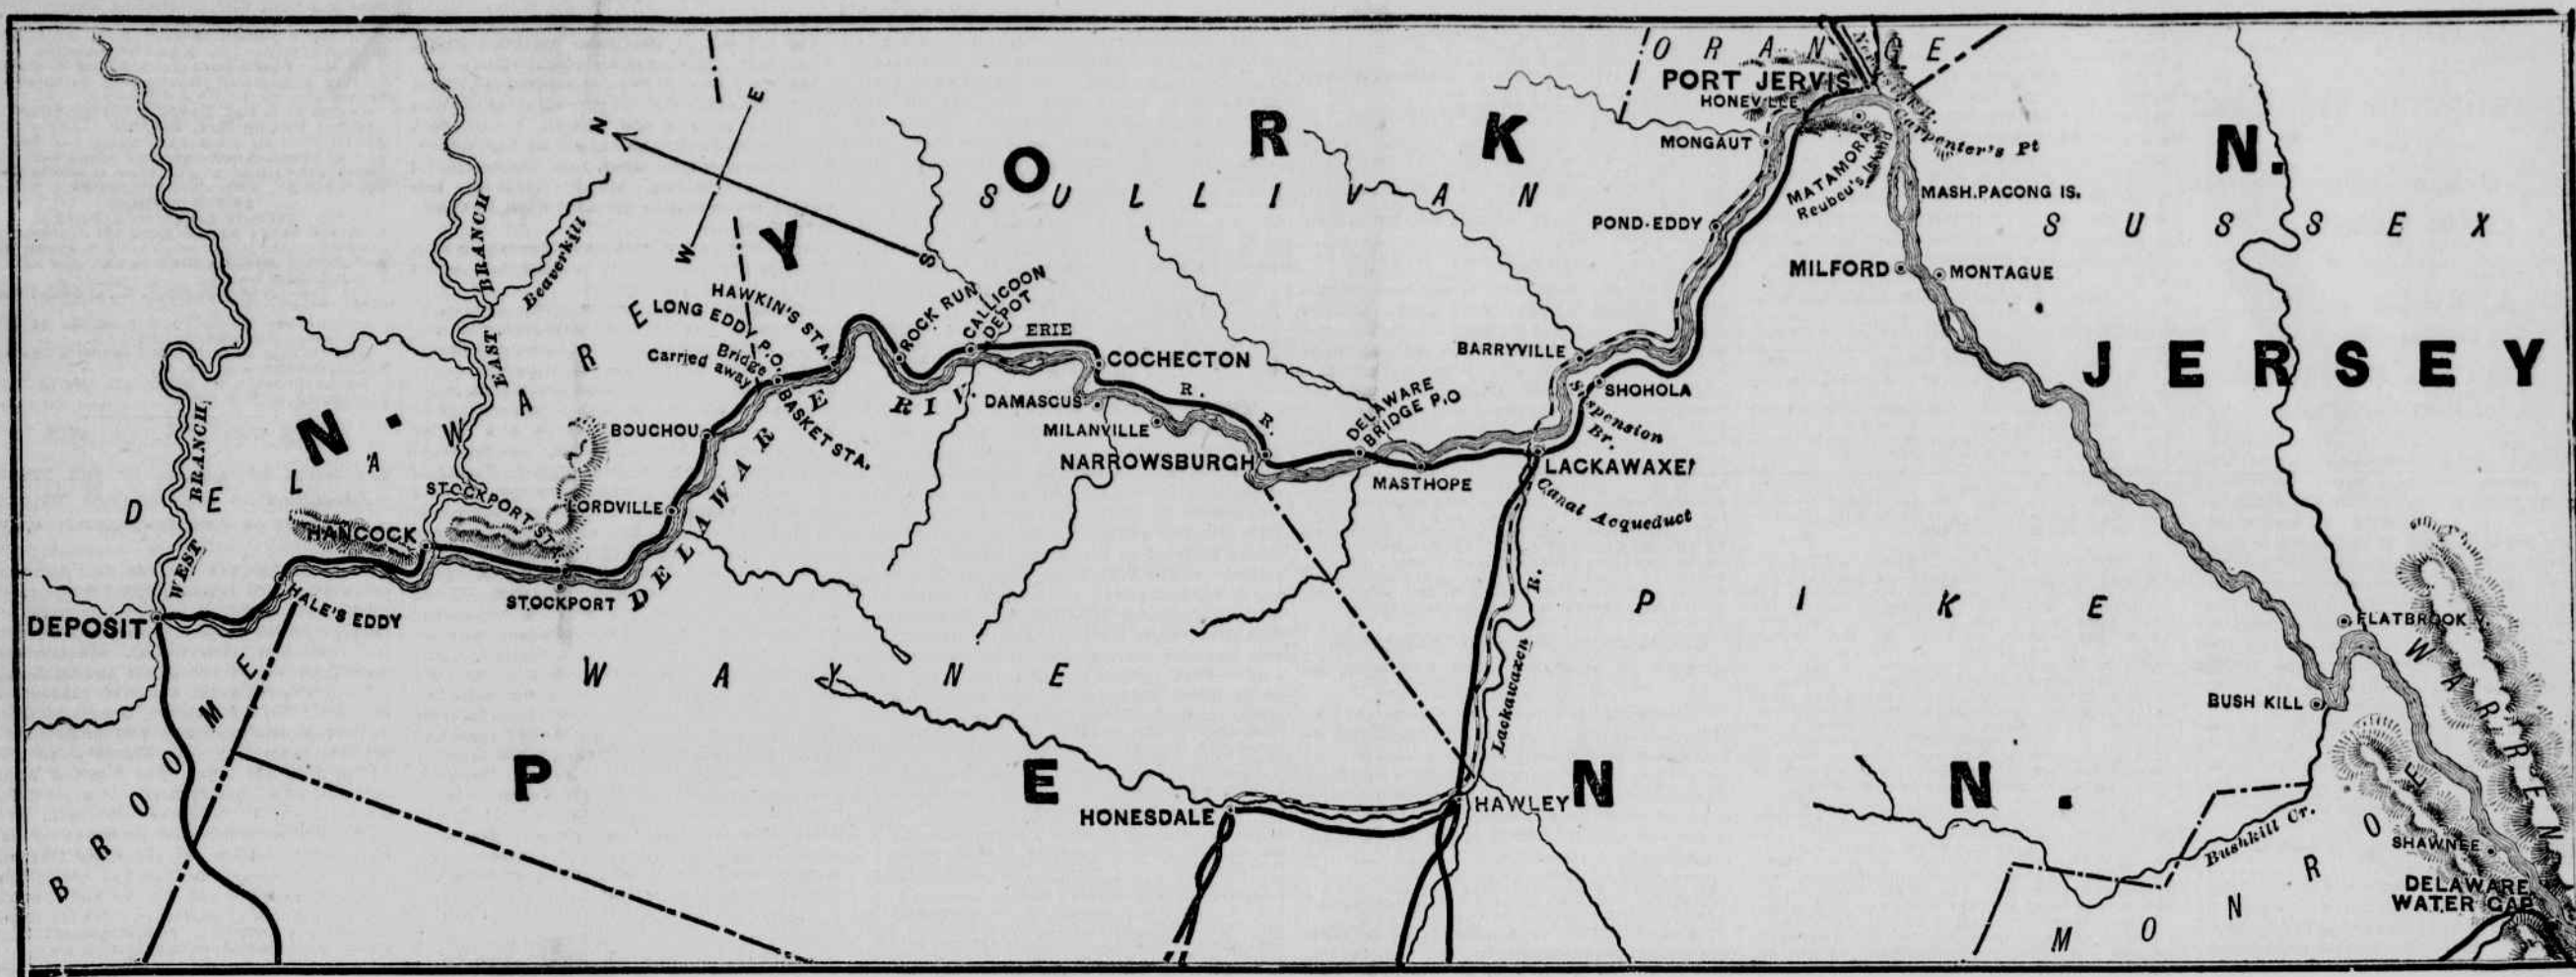 ORANGE
PORT JERVIS
HONEVILLE
MONGAUT
Carpenter's Pt
MATAMORA
Reuben's Island
MASH.PACONG IS.
N. Y O R K
SULLIVAN
N
E
W
S
EAST BRANCH
Beaverkill
POND-EDDY
MILFORD
MONTAGUE
SUSSEX
N. JERSEY
HAWKIN'S STA.
LONG EDDY P.O.
Bridge
Carried away
ROCK RUN
CALLICOON
DEPOT
ERIE
R. R.
COCHECTON
BARRYVILLE
SHOHOLA
Suspension
Br.
DAMASCUS
MILANVILLE
NARROWSBURGH
DELAWARE
BRIDGE P.O
MASTHOPE
LACKAWAXEN
Canal Acqueduct
BASKET STA.
BOUCHOU
LORDVILLE
DELAWARE RIV.
DELAWARE
WEST BRANCH
STOCKPORT ST.
HANCOCK
STOCKPORT
HALE'S EDDY
DEPOSIT
BROOME
WAYNE
PIKE
Lackawaxen R.
FLATBROOK V.
WARREN
BUSH KILL
PENN.
HONESDALE
HAWLEY
Bushkill Cr.
MONROE
SHAWNEE
DELAWARE
WATER GAP